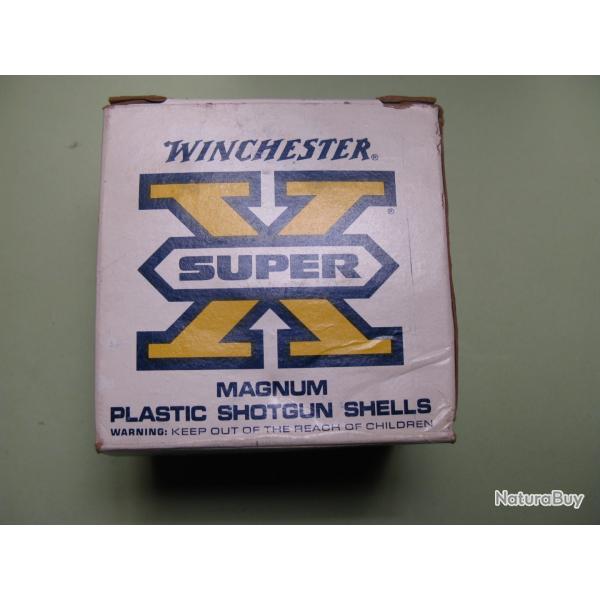 WINCHESTER®
SUPER
X®
MAGNUM
PLASTIC SHOTGUN SHELLS
WARNING: KEEP OUT OF THE REACH OF CHILDREN
NaturaBuy